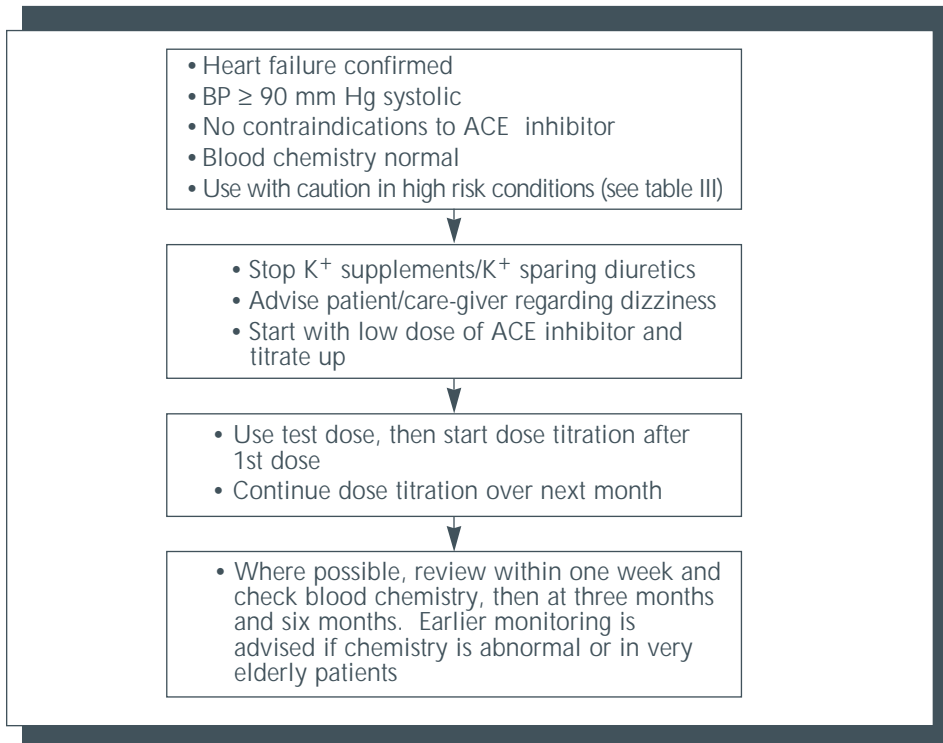 • Heart failure confirmed
• BP ≥ 90 mm Hg systolic
• No contraindications to ACE inhibitor
• Blood chemistry normal
• Use with caution in high risk conditions (see table III)
• Stop K+ supplements/K+ sparing diuretics
• Advise patient/care-giver regarding dizziness
• Start with low dose of ACE inhibitor and
titrate up
• Use test dose, then start dose titration after
1st dose
• Continue dose titration over next month
• Where possible, review within one week and
check blood chemistry, then at three months
and six months. Earlier monitoring is
advised if chemistry is abnormal or in very
elderly patients